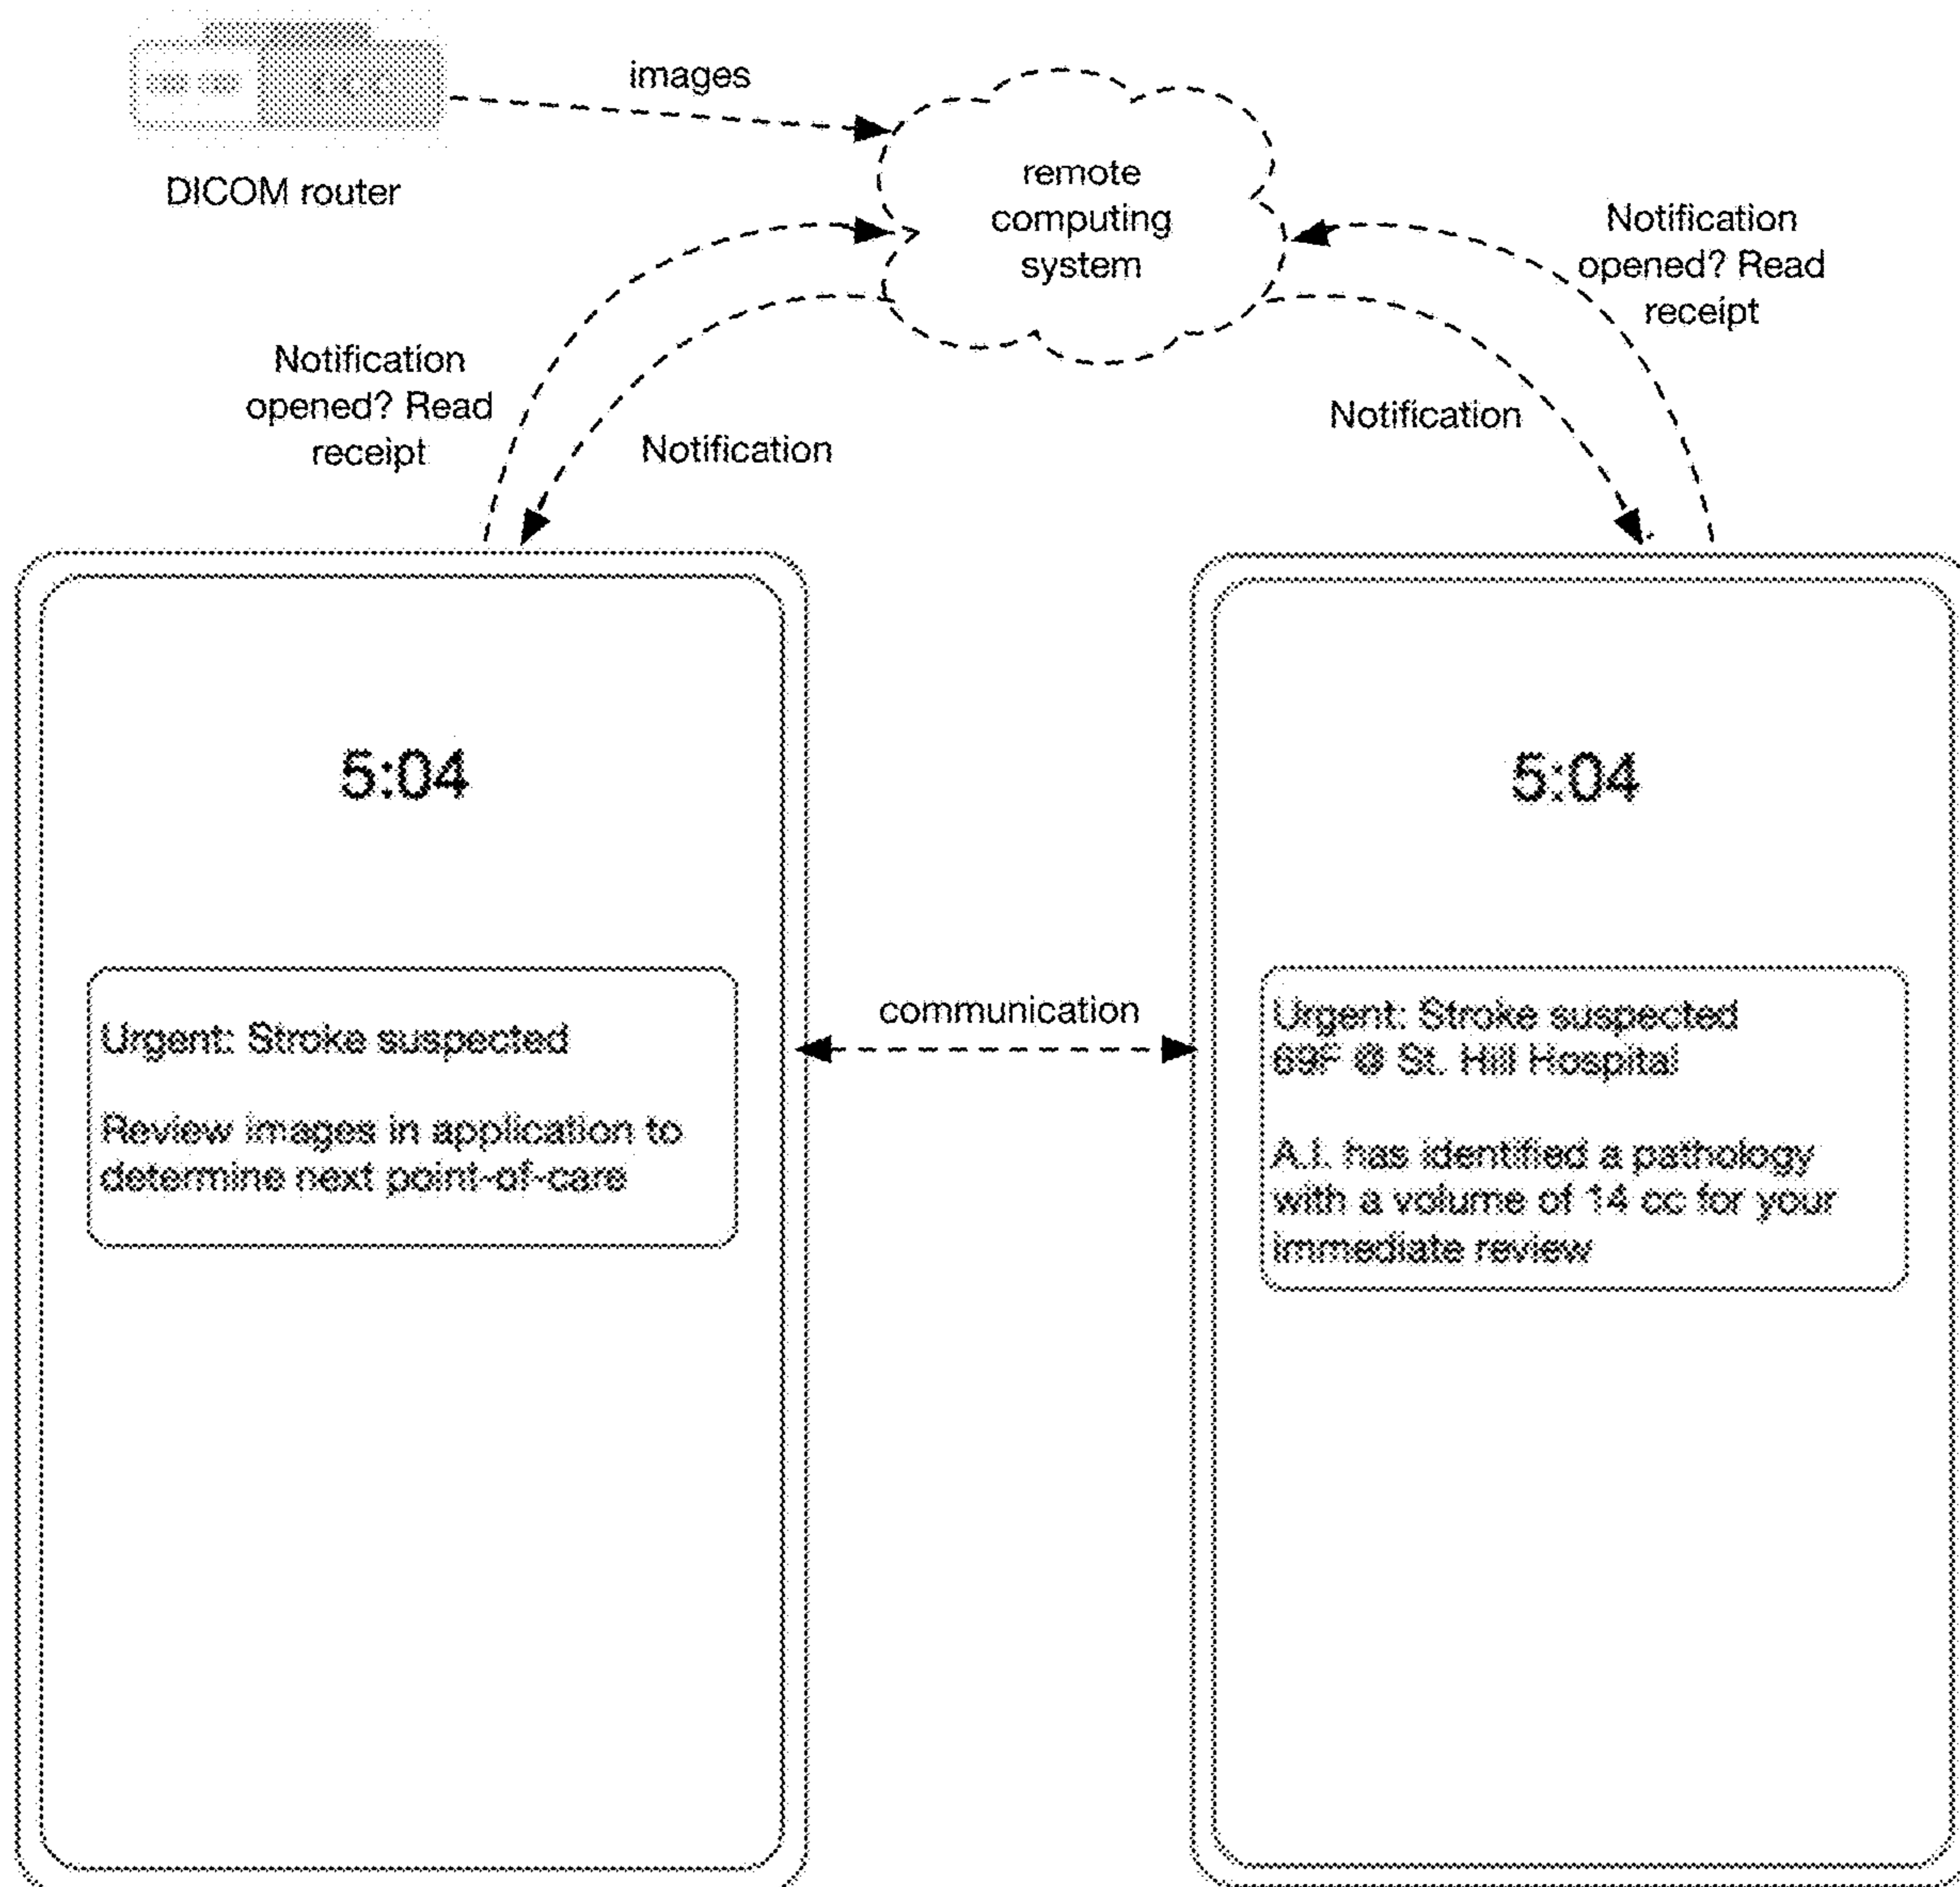 images
DICOM router
remote
computing
system
Notification
opened? Read
receipt
Notification
Notification
opened? Read
receipt
Notification
5:04
Urgent: Stroke suspected
Review images in application to
determine next point-of-care
communication
5:04
Urgent: Stroke suspected
69F @ St. Hill Hospital
A.I. has identified a pathology
with a volume of 14 cc for your
immediate review